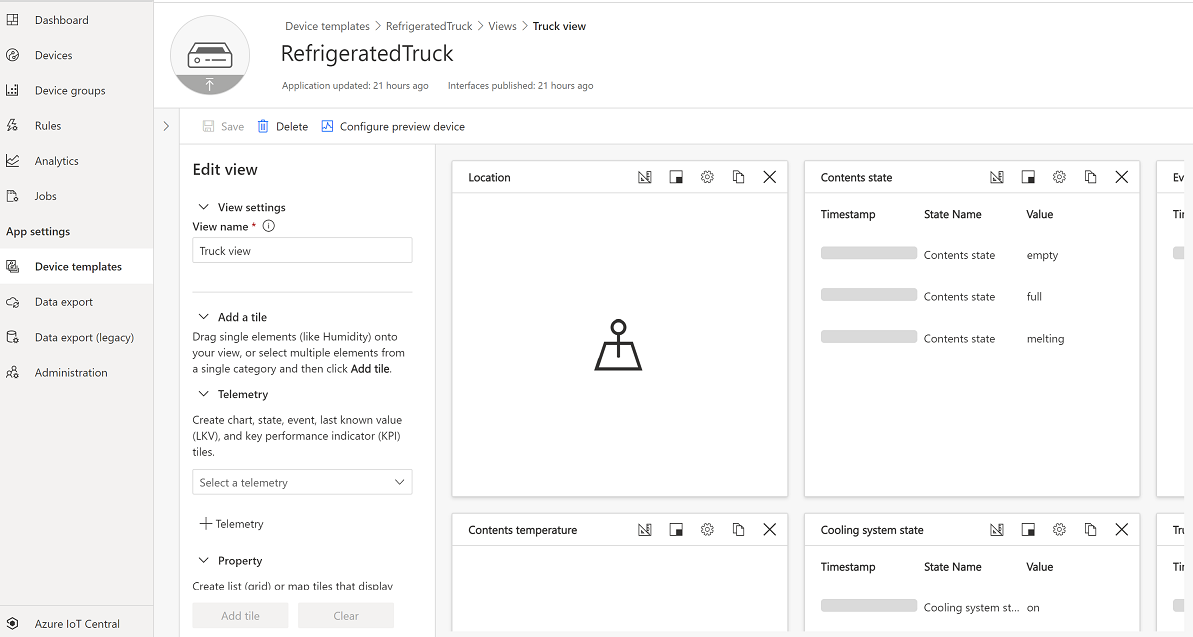 Dashboard
Devices
Device groups
Rules
Analytics
Jobs
App settings
Device templates
Data export
Data export (legacy)
Administration
Azure IoT Central
Device templates > RefrigeratedTruck > Views > Truck view
RefrigeratedTruck
Application updated: 21 hours ago Interfaces published: 21 hours ago
Save Delete Configure preview device
Edit view
View settings
View name *
Truck view
Add a tile
Drag single elements (like Humidity) onto
your view, or select multiple elements from
a single category and then click Add tile.
Telemetry
Create chart, state, event, last known value
(LKV), and key performance indicator (KPI)
tiles.
Select a telemetry
Telemetry
Property
Create list (grid) or map tiles that display
Add tile Clear
Location
Contents state
Timestamp State Name Value
Contents state empty
Contents state full
Contents state melting
Contents temperature
Cooling system state
Timestamp State Name Value
Cooling system st... on